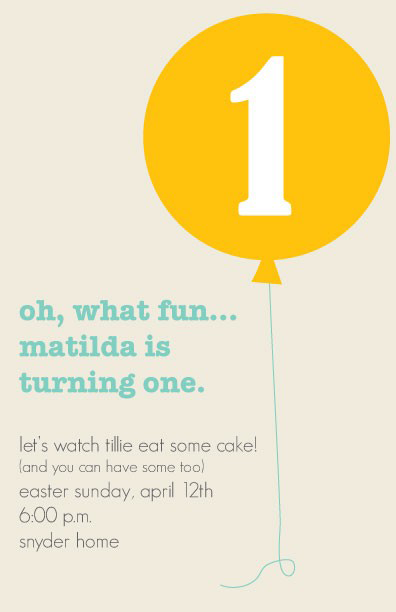 1
oh, what fun...
matilda is
turning one.
let's watch tillie eat some cake!
(and you can have some too)
easter sunday, april 12th
6:00 p.m.
snyder home